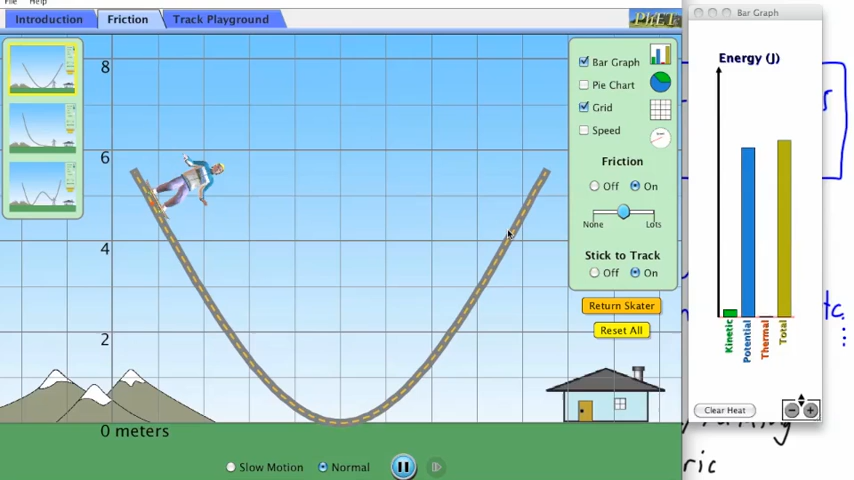 File Help
Introduction Friction Track Playground
PhET
Bar Graph
Bar Graph
Pie Chart
Grid
Speed
Friction
Off On
None Lots
Stick to Track
Off On
Return Skater
Reset All
8
6
4
2
0 meters
Slow Motion Normal
Energy (J)
Kinetic
Potential
Thermal
Total
Clear Heat
s
tc.
ric